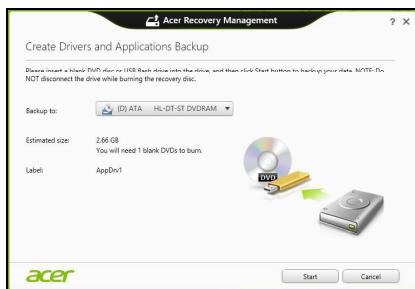 Acer Recovery Management
? ×
Create Drivers and Applications Backup
Please insert a blank DVD disc or USB flash drive into the drive, and then click Start button to backup your data. NOTE: Do
NOT disconnect the drive while burning the recovery disc.
Backup to: (D) ATA HL-DT-ST DVDRAM
Estimated size: 2.66 GB
You will need 1 blank DVDs to burn.
Label: AppDrv1
DVD
acer Start Cancel